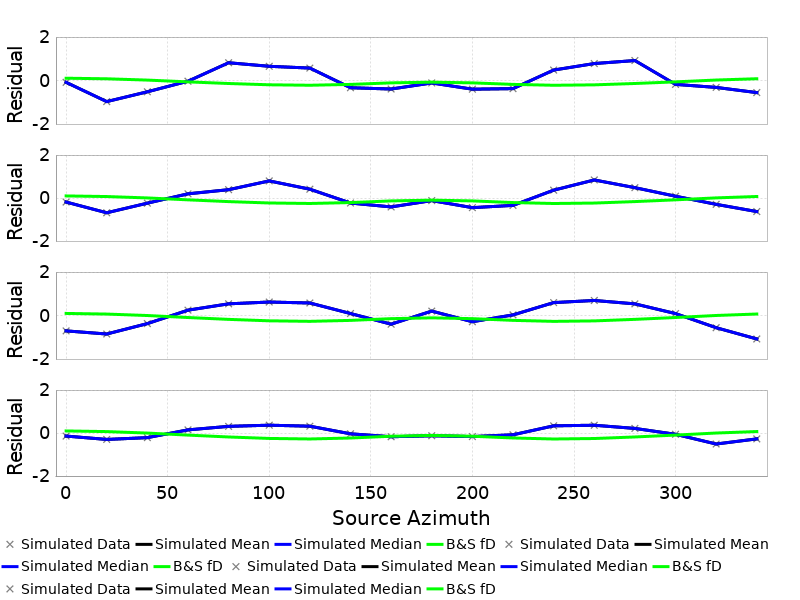 2
Residual
0
-2
2
Residual
0
-2
2
Residual
0
-2
2
Residual
0
-2
0 50 100 150 200 250 300
Source Azimuth
× Simulated Data Simulated Mean Simulated Median B&S fD × Simulated Data Simulated Mean
Simulated Median B&S fD × Simulated Data Simulated Mean Simulated Median B&S fD
× Simulated Data Simulated Mean Simulated Median B&S fD